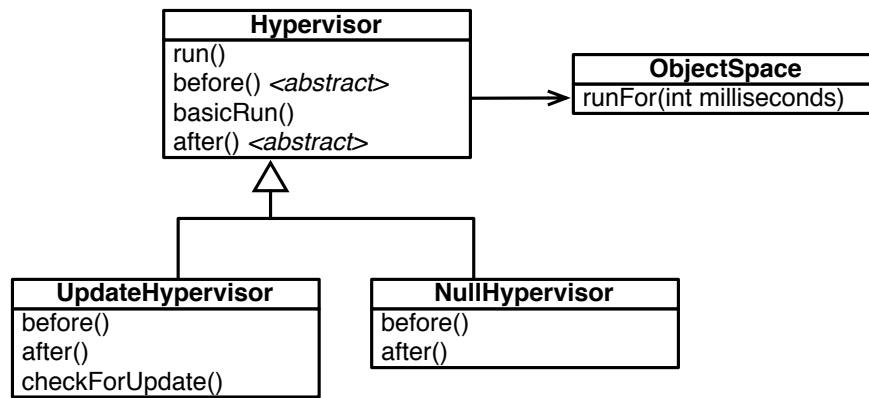 Hypervisor
run()
before() <abstract>
basicRun()
after() <abstract>
ObjectSpace
runFor(int milliseconds)
UpdateHypervisor
before()
after()
checkForUpdate()
NullHypervisor
before()
after()